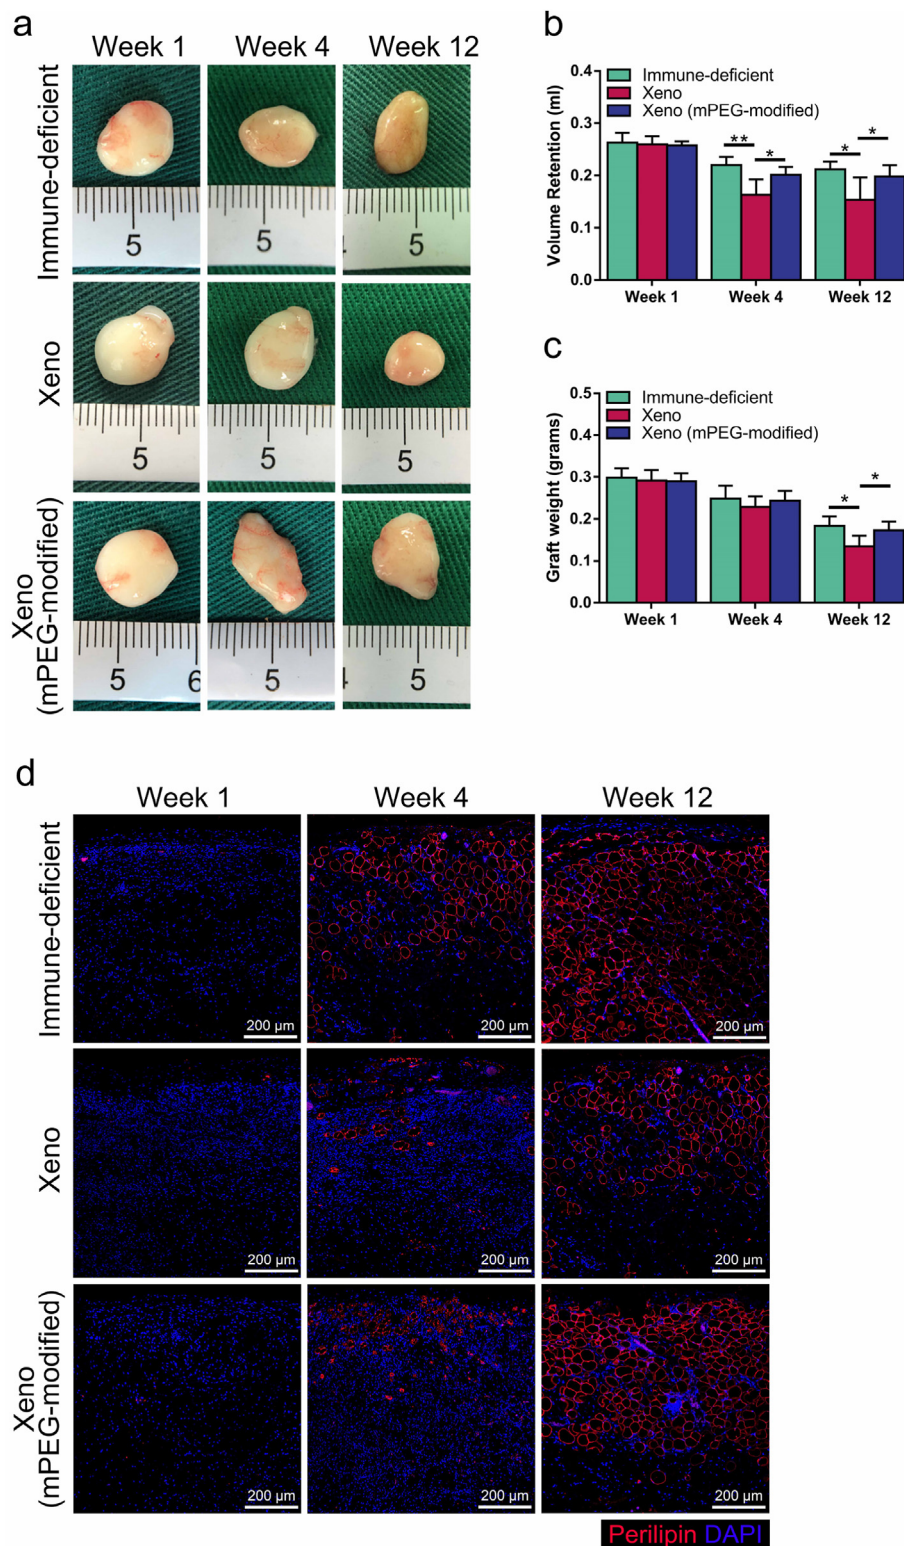 a
Week 1 Week 4 Week 12
Immune-deficient
5
5
4 5
Xeno
5
5
5
Xeno
(mPEG-modified)
5 6
5
5
b
Immune-deficient
Xeno
Xeno (mPEG-modified)
Volume Retention (ml)
0.4
0.3
0.2
0.1
0.0
** * * *
Week 1 Week 4 Week 12
c
Immune-deficient
Xeno
Xeno (mPEG-modified)
Graft weight (grams)
0.5
0.4
0.3
0.2
0.1
0.0
* *
Week 1 Week 4 Week 12
d
Week 1 Week 4 Week 12
Immune-deficient
200 µm 200 µm 200 µm
Xeno
200 µm 200 µm 200 µm
Xeno
(mPEG-modified)
200 µm 200 µm 200 µm
Perilipin DAPI